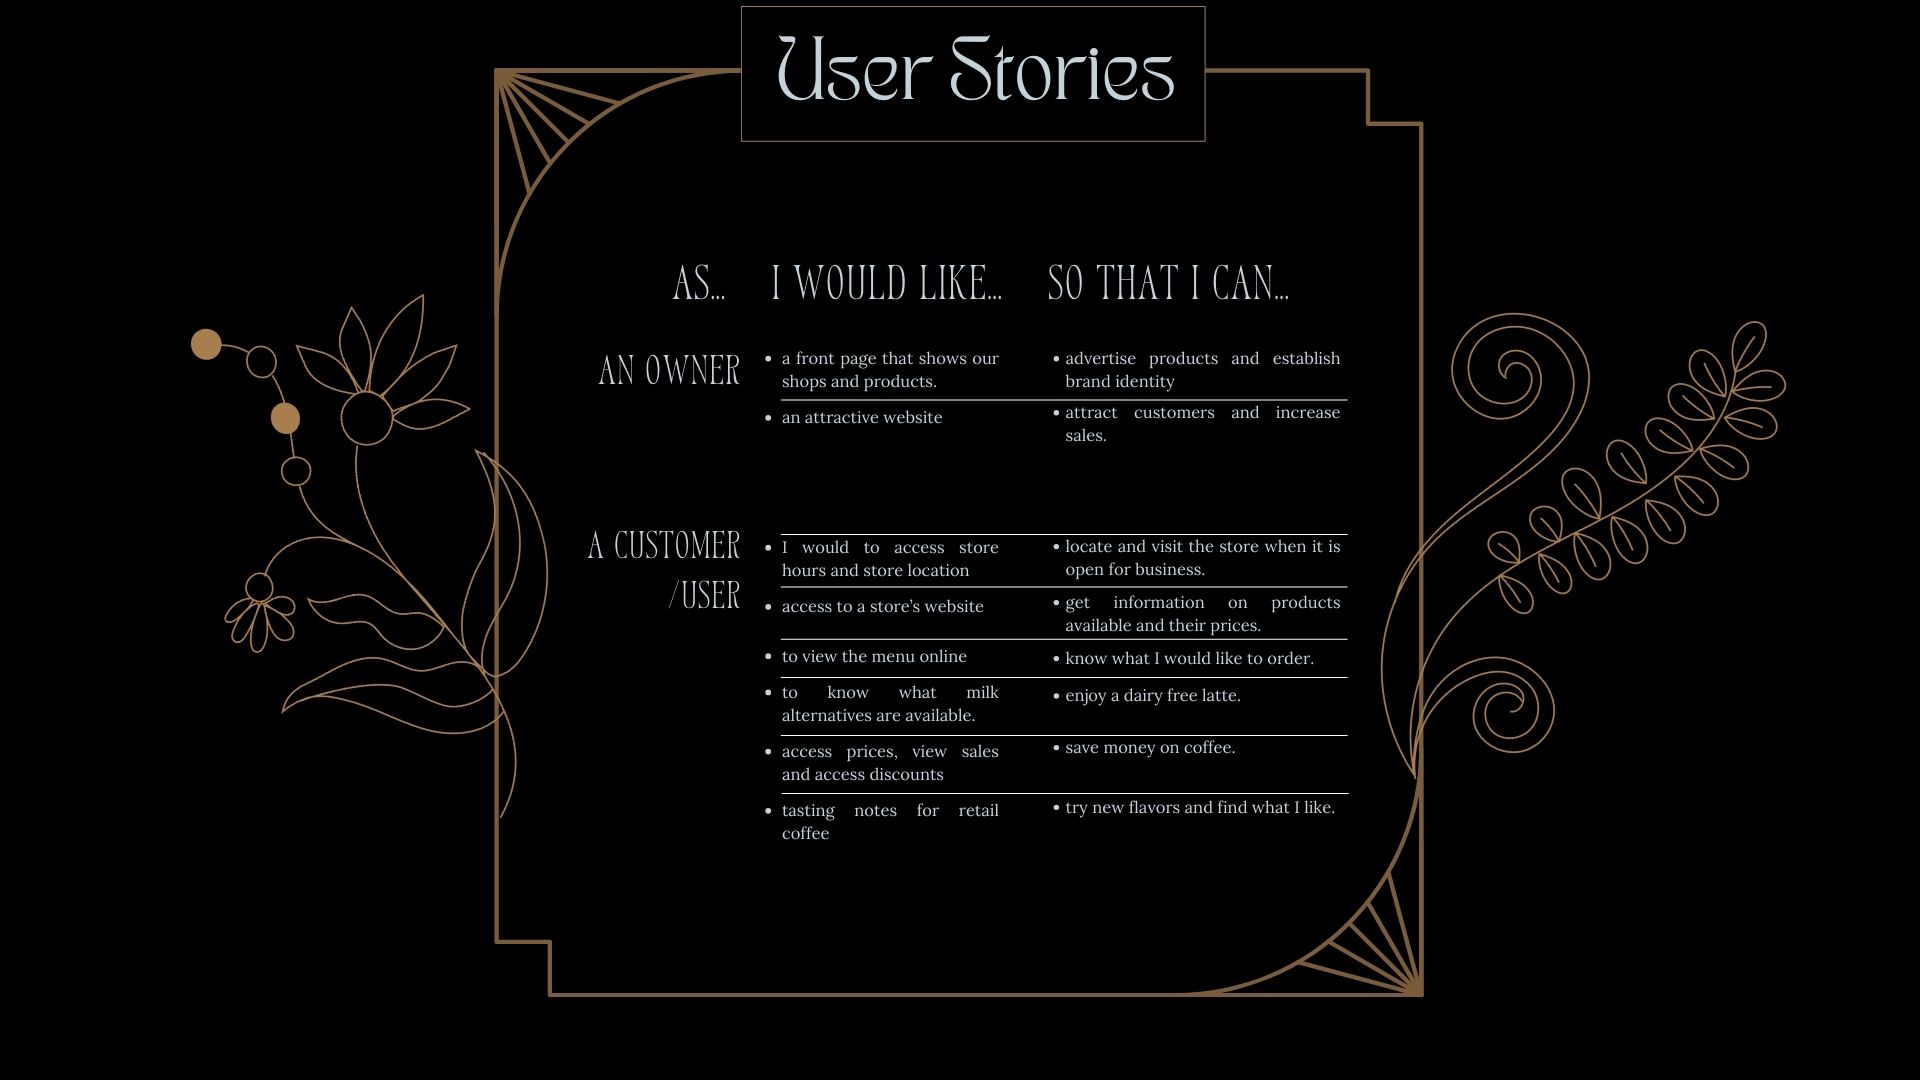 User Stories
AS... I WOULD LIKE... SO THAT I CAN...
AN OWNER
• a front page that shows our
shops and products.
• advertise products and establish
brand identity
• an attractive website
• attract customers and increase
sales.
A CUSTOMER
/USER
• I would to access store
hours and store location
• locate and visit the store when it is
open for business.
• access to a store’s website
• get information on products
available and their prices.
• to view the menu online
• know what I would like to order.
• to know what milk
alternatives are available.
• enjoy a dairy free latte.
• access prices, view sales
and access discounts
• save money on coffee.
• tasting notes for retail
coffee
• try new flavors and find what I like.